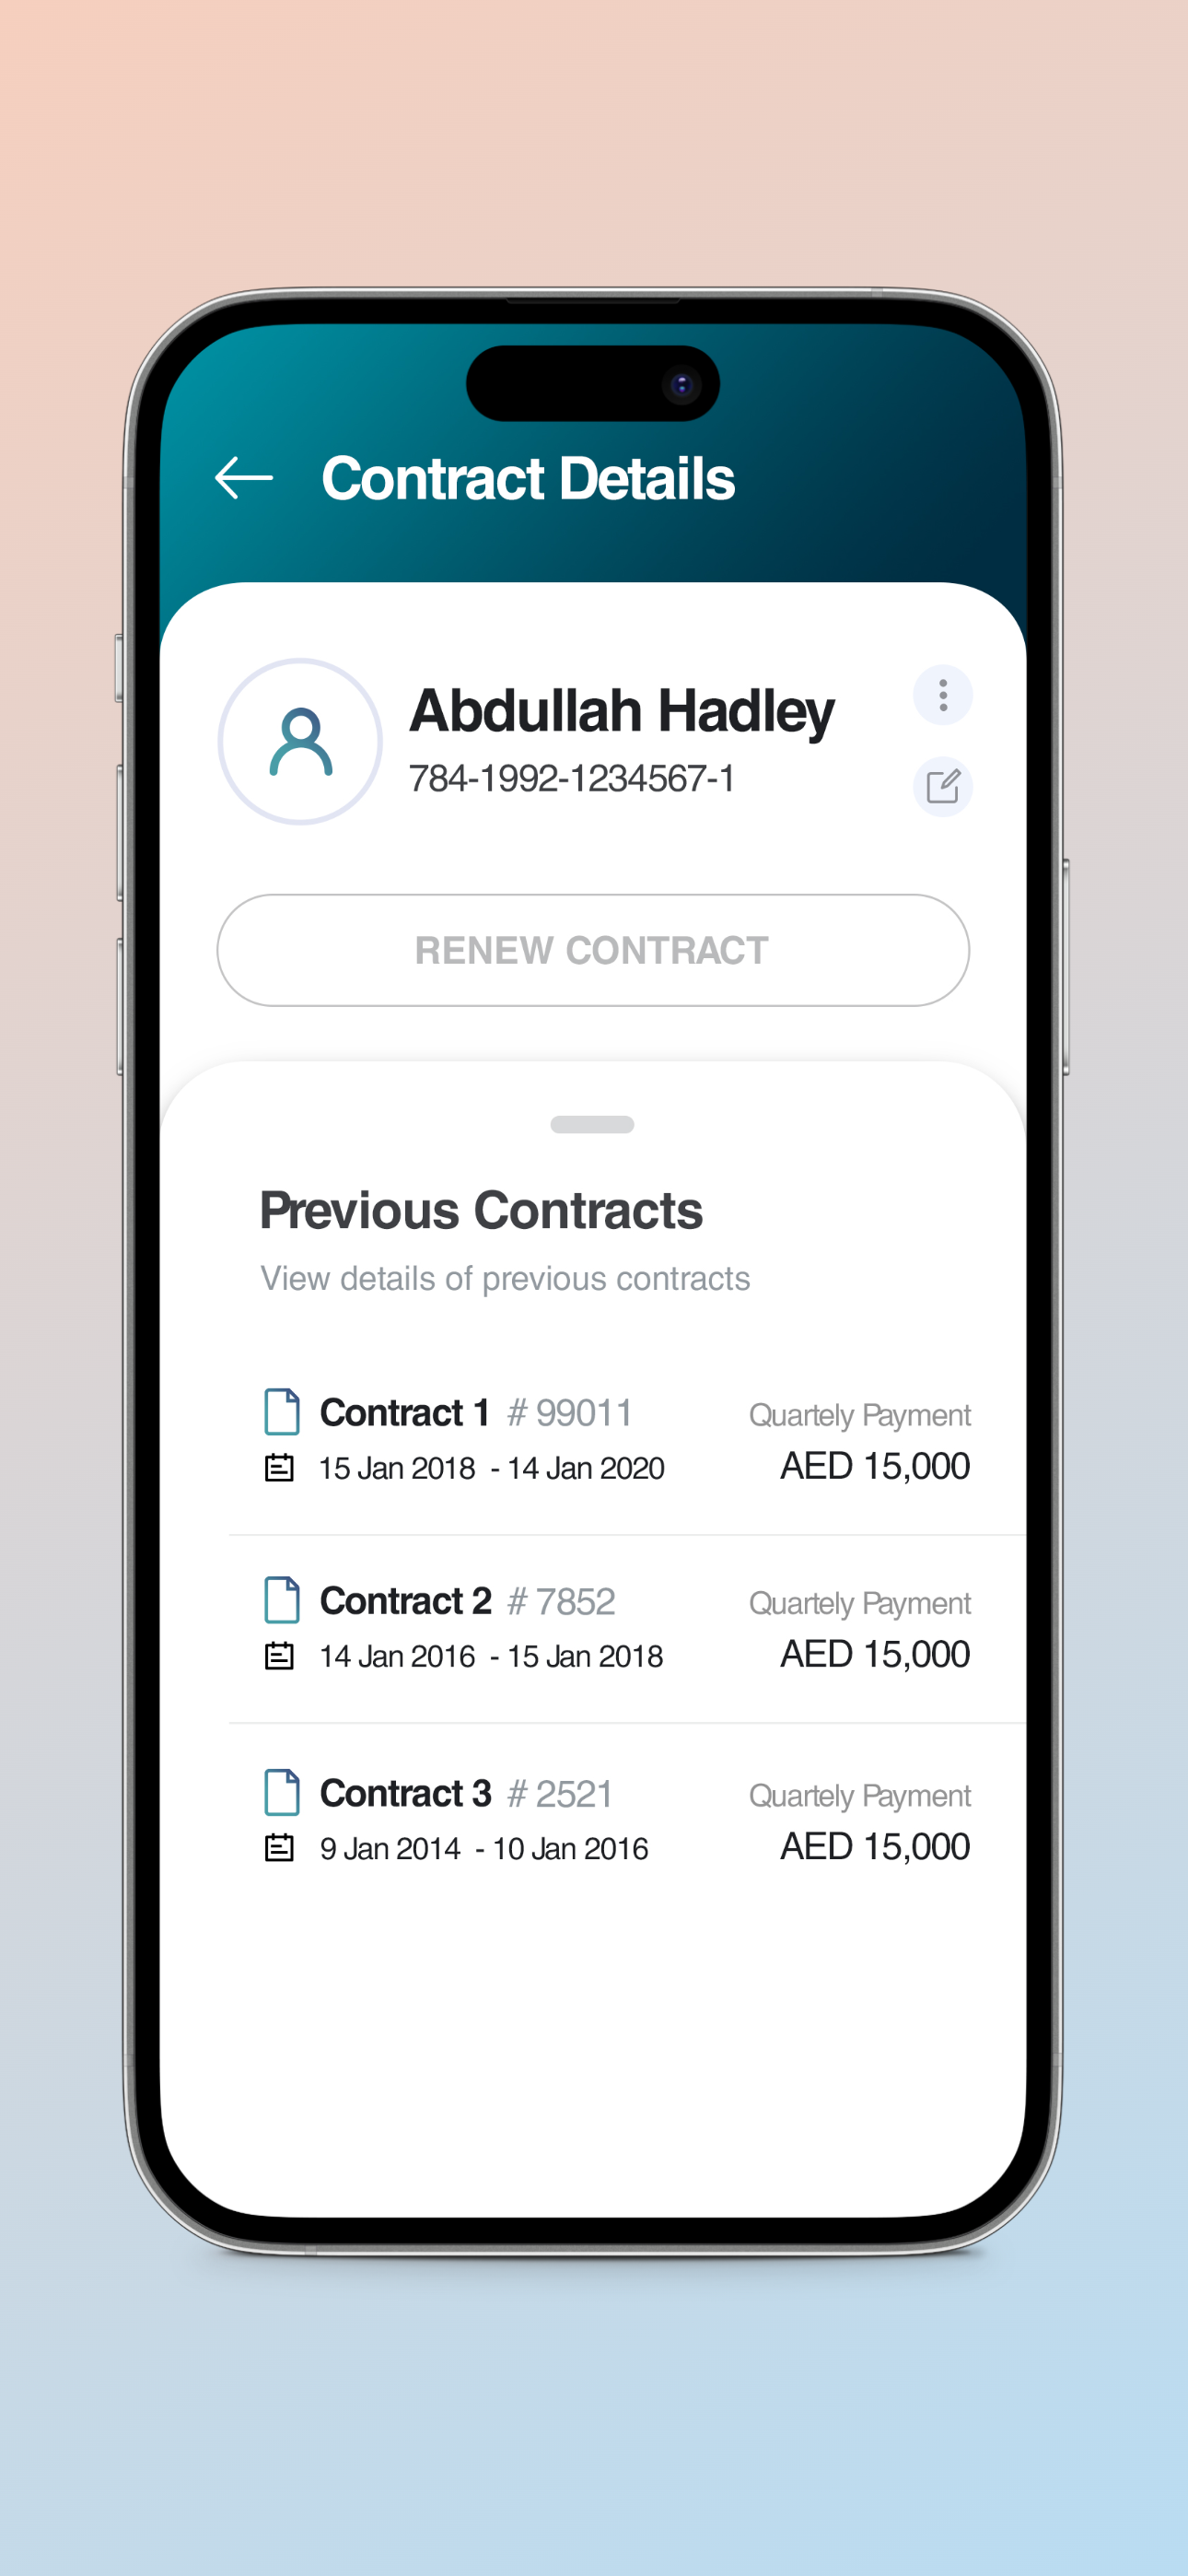 Contract Details
Abdullah Hadley
784-1992-1234567-1
RENEW CONTRACT
Previous Contracts
View details of previous contracts
Contract 1 # 99011
Quartely Payment
15 Jan 2018 - 14 Jan 2020
AED 15,000
Contract 2 # 7852
Quartely Payment
14 Jan 2016 - 15 Jan 2018
AED 15,000
Contract 3 # 2521
Quartely Payment
9 Jan 2014 - 10 Jan 2016
AED 15,000